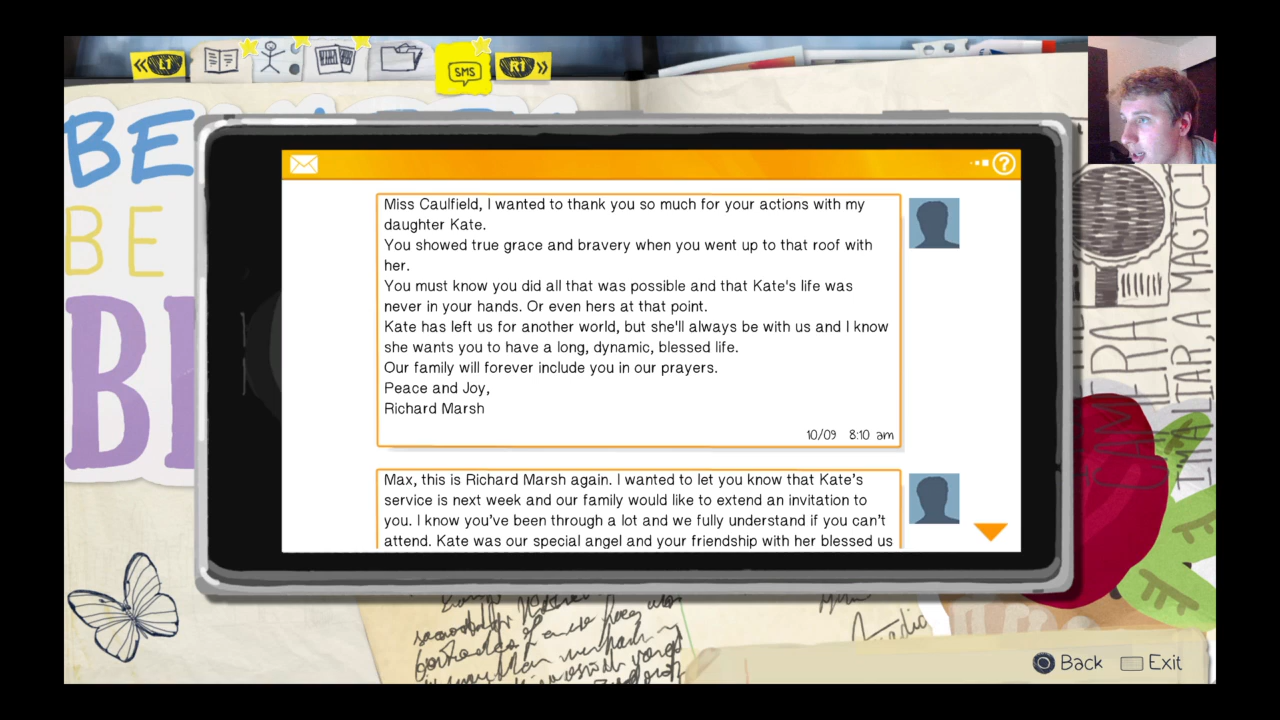 LT
SMS
R1
BE
BE
Miss Caulfield, I wanted to thank you so much for your actions with my
daughter Kate.
You showed true grace and bravery when you went up to that roof with
her.
You must know you did all that was possible and that Kate's life was
never in your hands. Or even hers at that point.
Kate has left us for another world, but she'll always be with us and I know
she wants you to have a long, dynamic, blessed life.
Our family will forever include you in our prayers.
Peace and Joy,
Richard Marsh
10/09 8:10 am
Max, this is Richard Marsh again. I wanted to let you know that Kate's
service is next week and our family would like to extend an invitation to
you. I know you've been through a lot and we fully understand if you can't
attend. Kate was our special angel and your friendship with her blessed us
?
CAMERA
LIAR, A MAGICI
Back
Exit